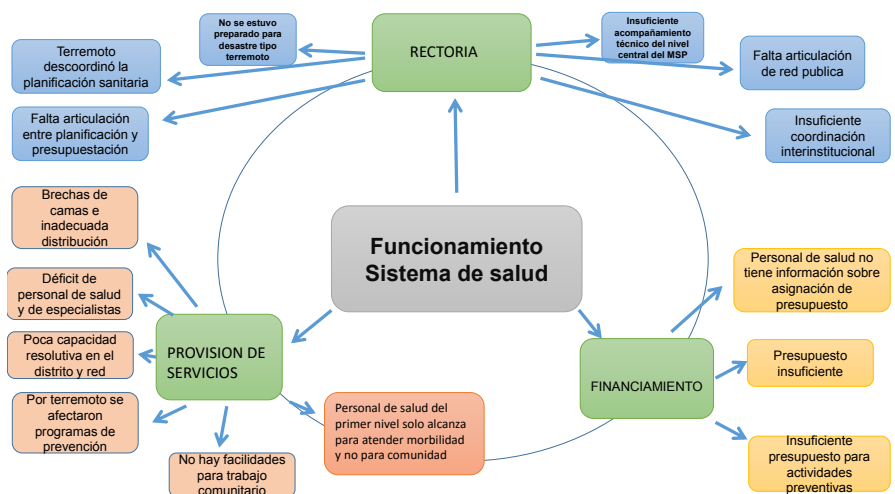 No se estuvo
preparado para
desastre tipo
terremoto
RECTORIA
Insuficiente
acompañamiento
técnico del nivel
central del MSP
Terremoto
descoordinó la
planificación sanitaria
Falta articulación
de red publica
Falta articulación
entre planificación y
presupuestación
Insuficiente
coordinación
interinstitucional
Brechas de
camas e
inadecuada
distribución
Funcionamiento
Sistema de salud
Personal de salud no
tiene información sobre
asignación de
presupuesto
Déficit de
personal de salud
y de especialistas
Poca capacidad
resolutiva en el
distrito y red
PROVISION DE
SERVICIOS
FINANCIAMIENTO
Presupuesto
insuficiente
Por terremoto se
afectaron
programas de
prevención
Personal de salud del
primer nivel solo alcanza
para atender morbilidad
y no para comunidad
No hay facilidades
para trabajo
comunitario
Insuficiente
presupuesto para
actividades
preventivas